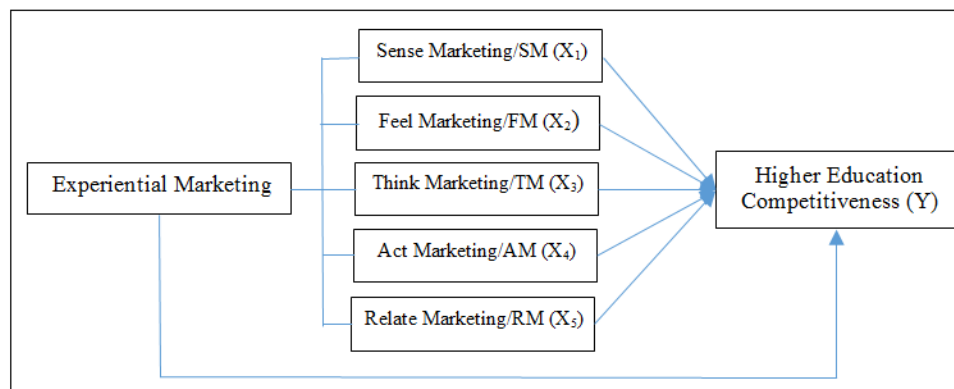 Sense Marketing/SM (X₁)
Feel Marketing/FM (X₂)
Experiential Marketing
Think Marketing/TM (X₃)
Higher Education
Competitiveness (Y)
Act Marketing/AM (X₄)
Relate Marketing/RM (X₅)